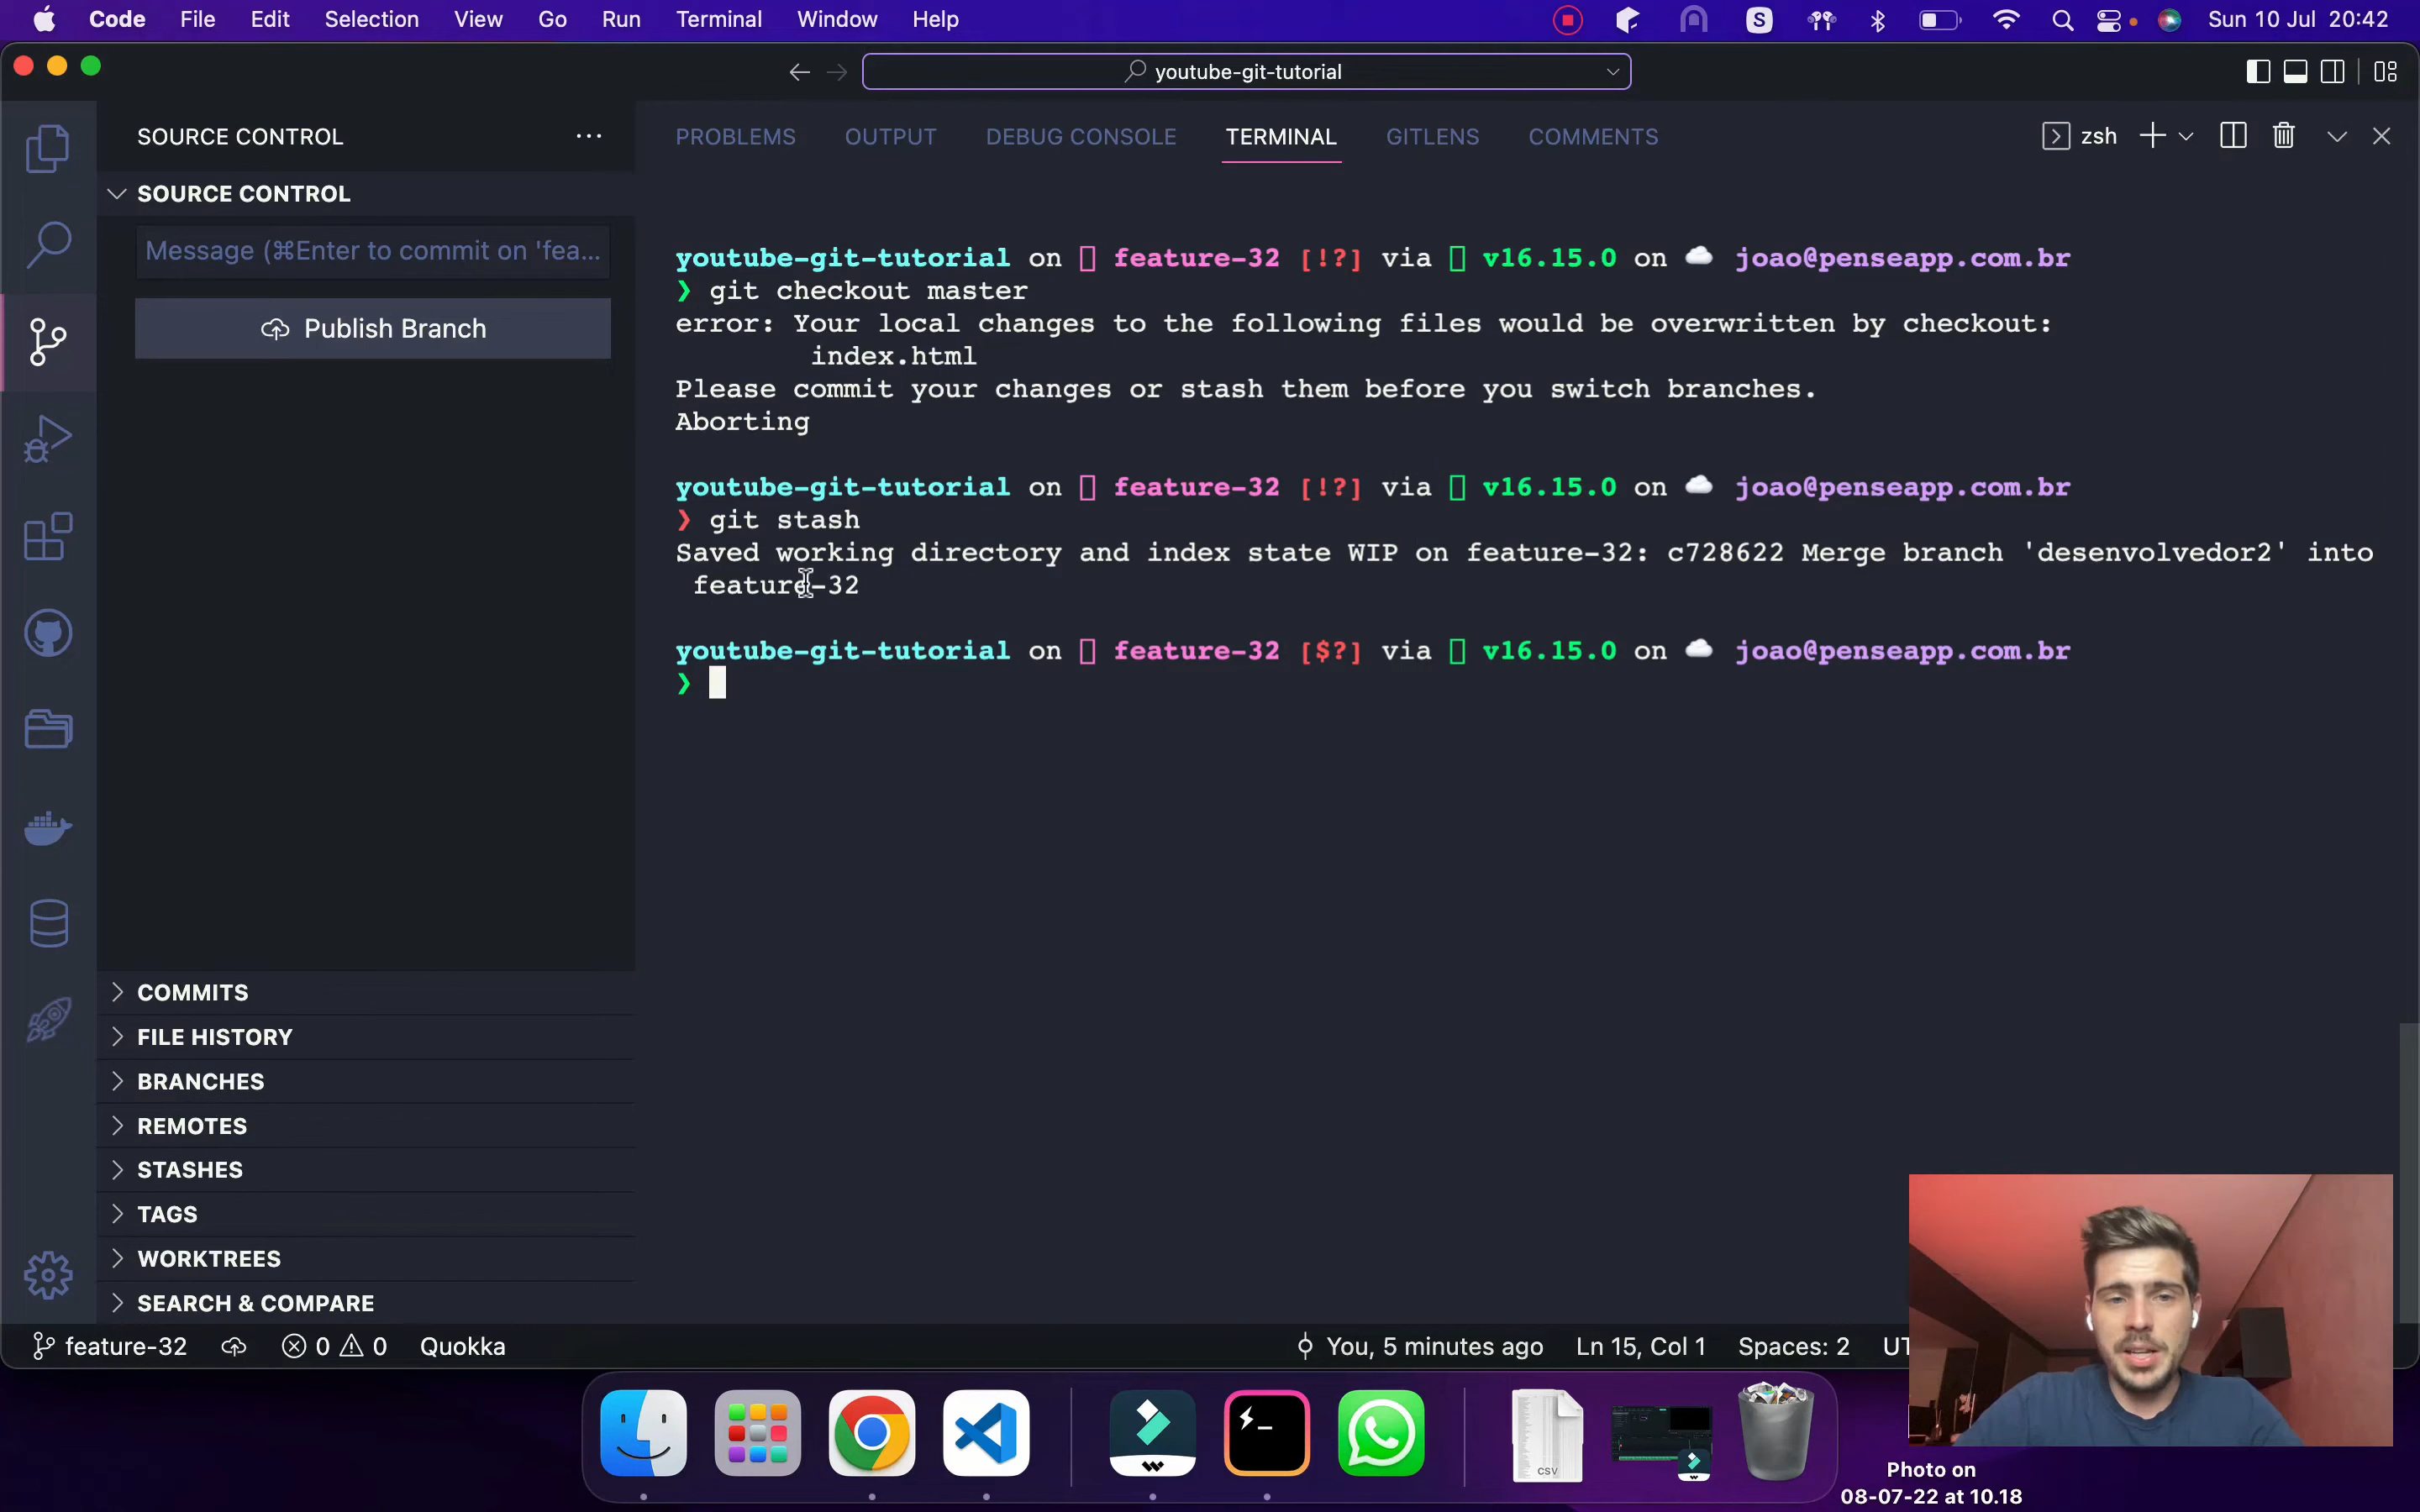 Code File Edit Selection View Go Run Terminal Window Help
S
Sun 10 Jul 20:42
youtube-git-tutorial
SOURCE CONTROL
PROBLEMS OUTPUT DEBUG CONSOLE TERMINAL GITLENS COMMENTS
zsh
SOURCE CONTROL
Message (⌘Enter to commit on 'fea...
Publish Branch
youtube-git-tutorial on feature-32 [!?] via v16.15.0 on ☁ joao@penseapp.com.br
❯ git checkout master
error: Your local changes to the following files would be overwritten by checkout:
index.html
Please commit your changes or stash them before you switch branches.
Aborting
youtube-git-tutorial on feature-32 [!?] via v16.15.0 on ☁ joao@penseapp.com.br
❯ git stash
Saved working directory and index state WIP on feature-32: c728622 Merge branch 'desenvolvedor2' into
feature-32
youtube-git-tutorial on feature-32 [$?] via v16.15.0 on ☁ joao@penseapp.com.br
❯
COMMITS
FILE HISTORY
BRANCHES
REMOTES
STASHES
TAGS
WORKTREES
SEARCH & COMPARE
feature-32 0 0 Quokka
You, 5 minutes ago Ln 15, Col 1 Spaces: 2 UT
CSV
Photo on
08-07-22 at 10.18